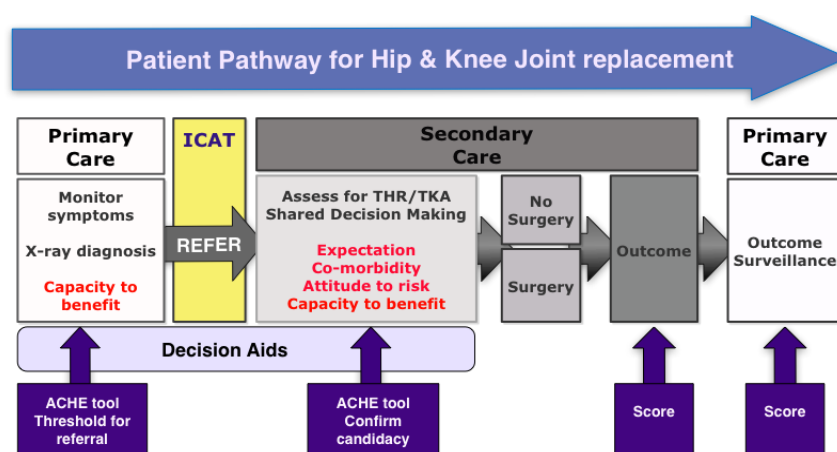 Patient Pathway for Hip & Knee Joint replacement
Primary
Care
ICAT
Secondary
Care
Primary
Care
Monitor
symptoms
X-ray diagnosis
Capacity to
benefit
REFER
Assess for THR/TKA
Shared Decision Making
Expectation
Co-morbidity
Attitude to risk
Capacity to benefit
No
Surgery
Surgery
Outcome
Outcome
Surveillance
Decision Aids
ACHE tool
Threshold for
referral
ACHE tool
Confirm
candidacy
Score
Score